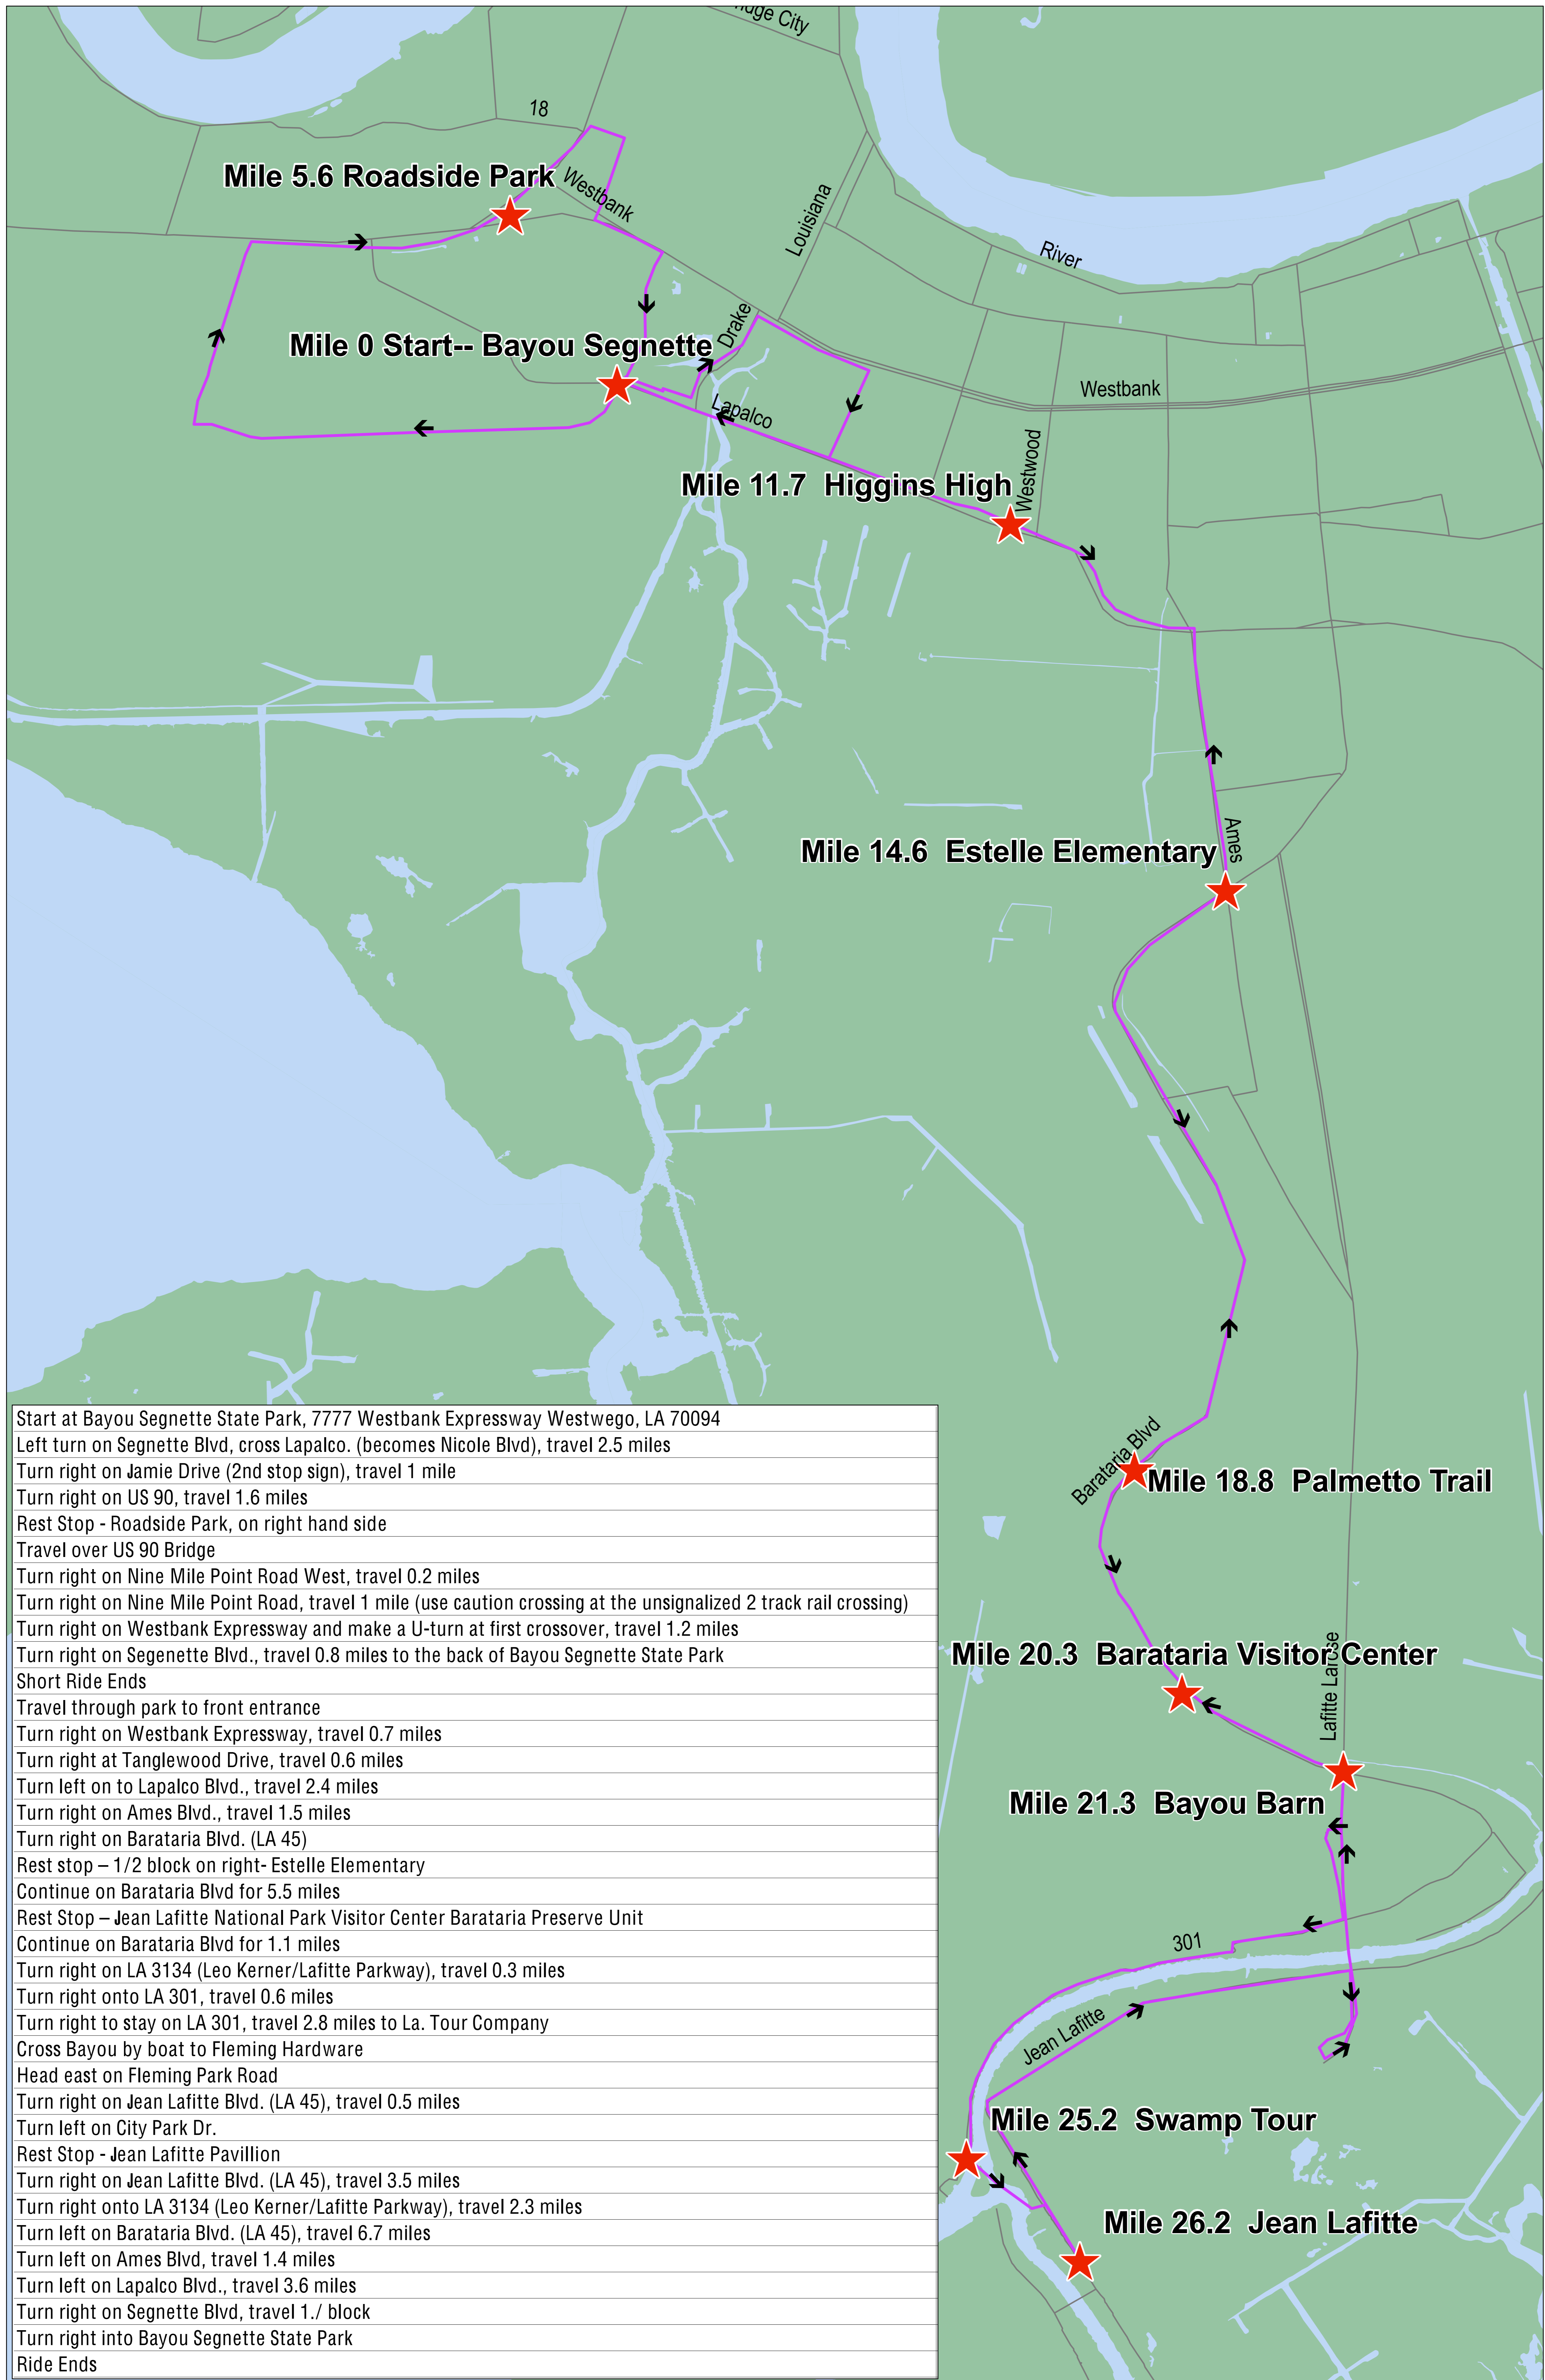 dge City
18
Mile 5.6 Roadside Park
Westbank
Louisiana
River
Mile 0 Start-- Bayou Segnette
Drake
Westbank
Lapalco
Westwood
Mile 11.7 Higgins High
Ames
Mile 14.6 Estelle Elementary
Barataria Blvd
Mile 18.8 Palmetto Trail
Lafitte Larose
Mile 20.3 Barataria Visitor Center
Mile 21.3 Bayou Barn
301
Jean Lafitte
Mile 25.2 Swamp Tour
Mile 26.2 Jean Lafitte
Start at Bayou Segnette State Park, 7777 Westbank Expressway Westwego, LA 70094
Left turn on Segnette Blvd, cross Lapalco. (becomes Nicole Blvd), travel 2.5 miles
Turn right on Jamie Drive (2nd stop sign), travel 1 mile
Turn right on US 90, travel 1.6 miles
Rest Stop - Roadside Park, on right hand side
Travel over US 90 Bridge
Turn right on Nine Mile Point Road West, travel 0.2 miles
Turn right on Nine Mile Point Road, travel 1 mile (use caution crossing at the unsignalized 2 track rail crossing)
Turn right on Westbank Expressway and make a U-turn at first crossover, travel 1.2 miles
Turn right on Segenette Blvd., travel 0.8 miles to the back of Bayou Segnette State Park
Short Ride Ends
Travel through park to front entrance
Turn right on Westbank Expressway, travel 0.7 miles
Turn right at Tanglewood Drive, travel 0.6 miles
Turn left on to Lapalco Blvd., travel 2.4 miles
Turn right on Ames Blvd., travel 1.5 miles
Turn right on Barataria Blvd. (LA 45)
Rest stop – 1/2 block on right- Estelle Elementary
Continue on Barataria Blvd for 5.5 miles
Rest Stop – Jean Lafitte National Park Visitor Center Barataria Preserve Unit
Continue on Barataria Blvd for 1.1 miles
Turn right on LA 3134 (Leo Kerner/Lafitte Parkway), travel 0.3 miles
Turn right onto LA 301, travel 0.6 miles
Turn right to stay on LA 301, travel 2.8 miles to La. Tour Company
Cross Bayou by boat to Fleming Hardware
Head east on Fleming Park Road
Turn right on Jean Lafitte Blvd. (LA 45), travel 0.5 miles
Turn left on City Park Dr.
Rest Stop - Jean Lafitte Pavillion
Turn right on Jean Lafitte Blvd. (LA 45), travel 3.5 miles
Turn right onto LA 3134 (Leo Kerner/Lafitte Parkway), travel 2.3 miles
Turn left on Barataria Blvd. (LA 45), travel 6.7 miles
Turn left on Ames Blvd, travel 1.4 miles
Turn left on Lapalco Blvd., travel 3.6 miles
Turn right on Segnette Blvd, travel 1./ block
Turn right into Bayou Segnette State Park
Ride Ends